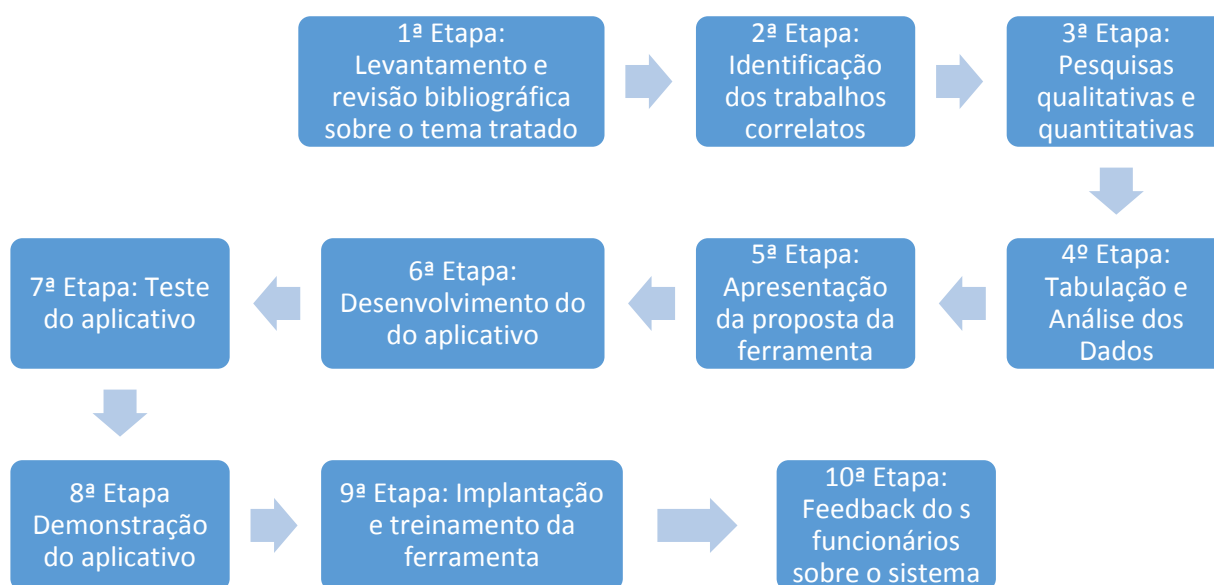 1ª Etapa:
Levantamento e
revisão bibliográfica
sobre o tema tratado
2ª Etapa:
Identificação
dos trabalhos
correlatos
3ª Etapa:
Pesquisas
qualitativas e
quantitativas
4º Etapa:
Tabulação e
Análise dos
Dados
5ª Etapa:
Apresentação
da proposta da
ferramenta
6ª Etapa:
Desenvolvimento do
do aplicativo
7ª Etapa: Teste
do aplicativo
8ª Etapa
Demonstração
do aplicativo
9ª Etapa: Implantação
e treinamento da
ferramenta
10ª Etapa:
Feedback do s
funcionários
sobre o sistema